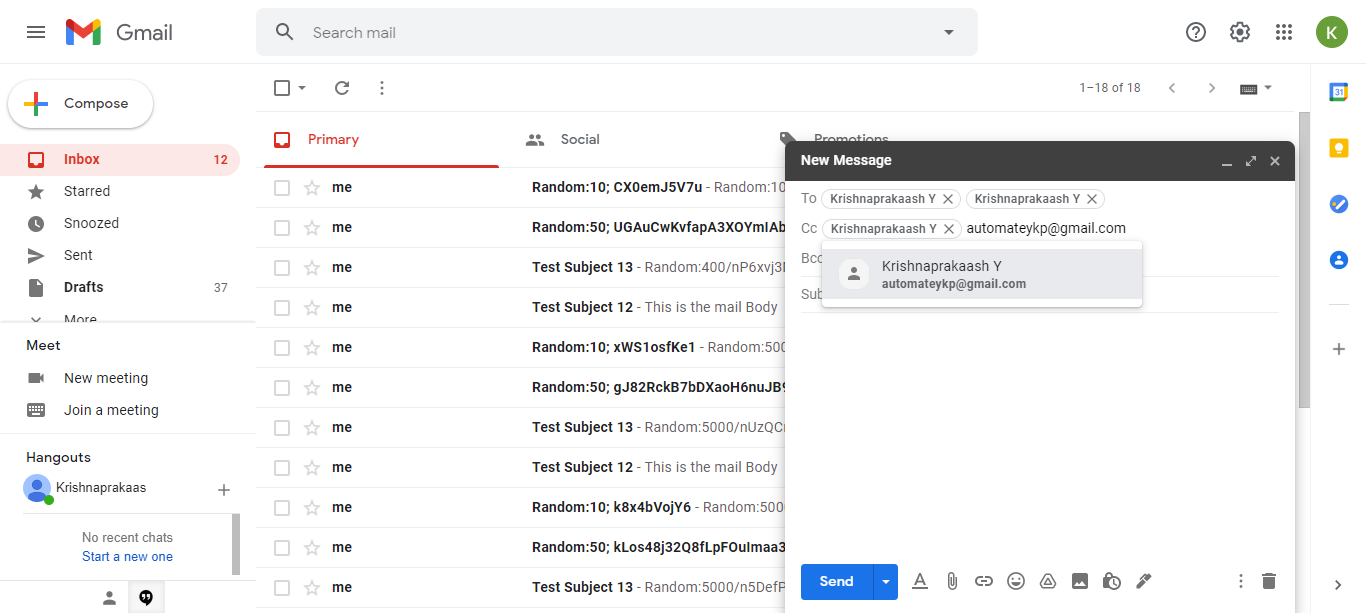 Gmail
Search mail
K
Compose
1–18 of 18
31
Inbox 12
Starred
Snoozed
Sent
Drafts 37
More
Meet
New meeting
Join a meeting
Hangouts
Krishnaprakaas
No recent chats
Start a new one
Primary
Social
Promotions
me Random:10; CX0emJ5V7u - Random:10
me Random:50; UGAuCwKvfapA3XOYmIAb
me Test Subject 13 - Random:400/nP6xvj3
me Test Subject 12 - This is the mail Body
me Random:10; xWS1osfKe1 - Random:500
me Random:50; gJ82RckB7bDXaoH6nuJB9
me Test Subject 13 - Random:5000/nUzQC
me Test Subject 12 - This is the mail Body
me Random:10; k8x4bVojY6 - Random:500
me Random:50; kLos48j32Q8fLpFOuImaa3
me Test Subject 13 - Random:5000/n5DefP
New Message
To Krishnaprakaash Y Krishnaprakaash Y
Cc Krishnaprakaash Y automateykp@gmail.com
Bcc
Krishnaprakaash Y
automateykp@gmail.com
Sub
Send